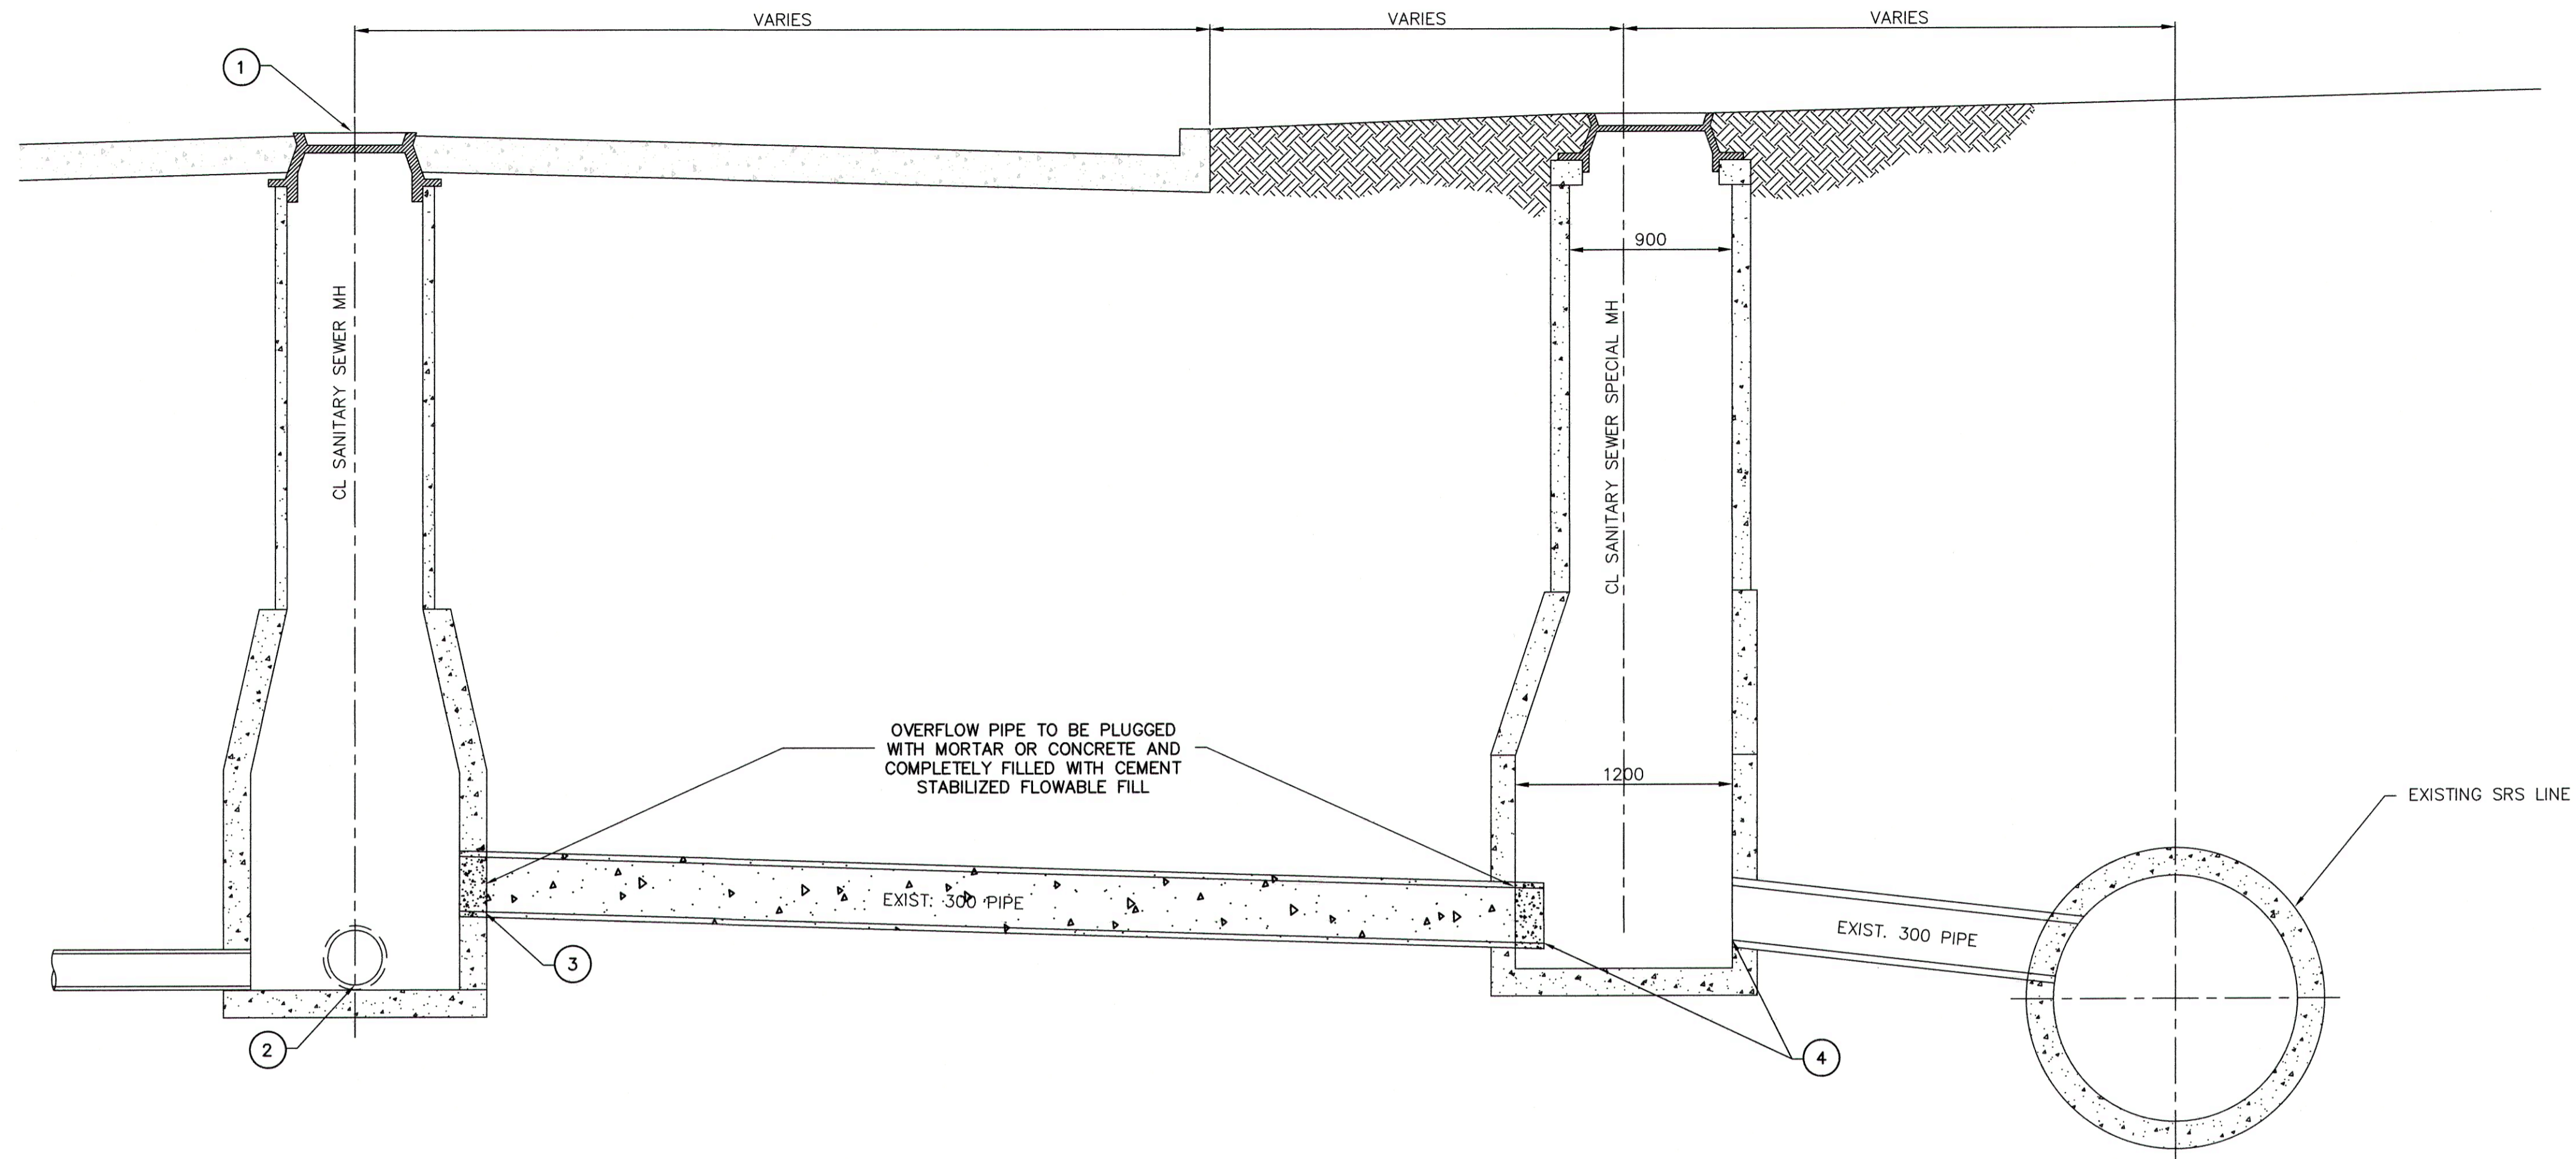 VARIES
VARIES
VARIES
1
900
CL SANITARY SEWER MH
CL SANITARY SEWER SPECIAL MH
OVERFLOW PIPE TO BE PLUGGED
WITH MORTAR OR CONCRETE AND
COMPLETELY FILLED WITH CEMENT
STABILIZED FLOWABLE FILL
1200
EXISTING SRS LINE
EXIST. 300 PIPE
EXIST. 300 PIPE
3
2
4